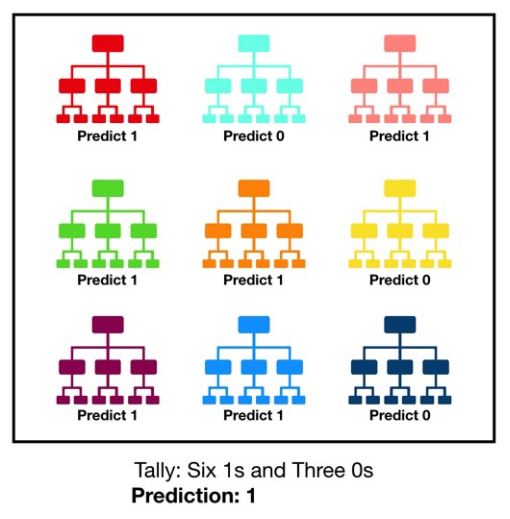 Predict 1 Predict 0 Predict 1
Predict 1 Predict 1 Predict 0
Predict 1 Predict 1 Predict 0
Tally: Six 1s and Three 0s
Prediction: 1